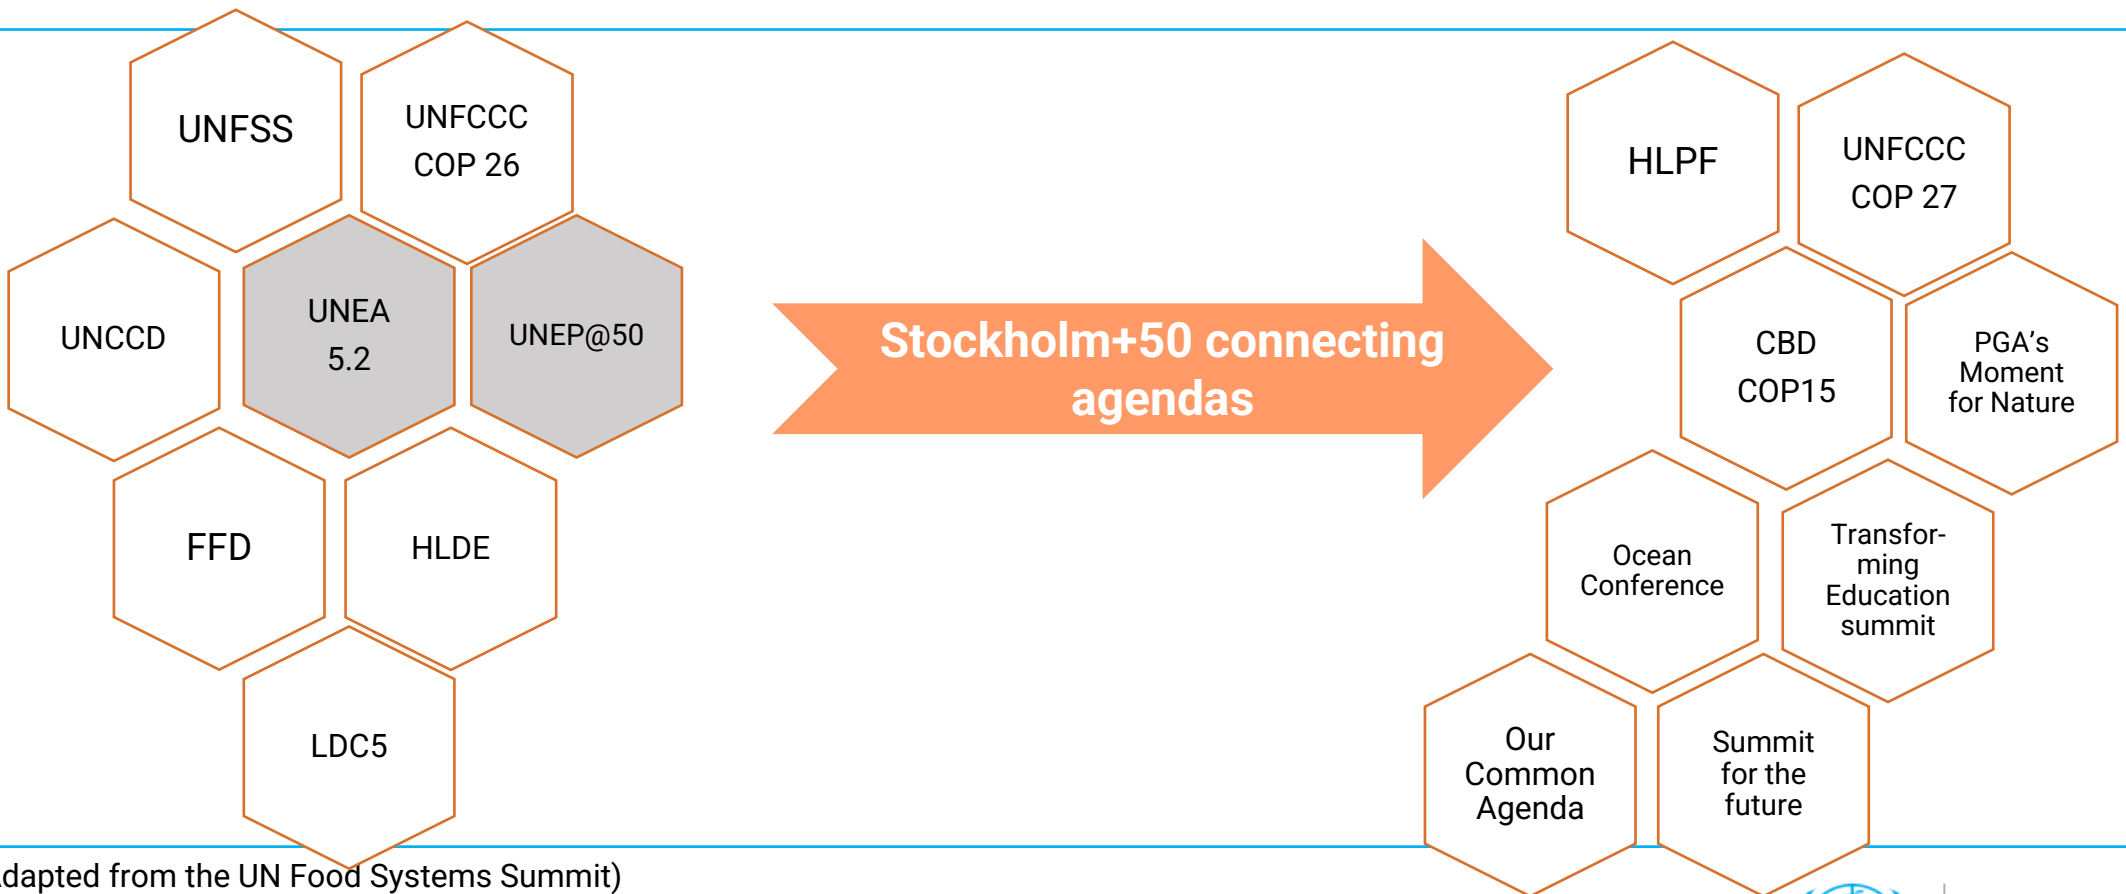 UNFSS
UNFCCC
COP 26
UNCCD
UNEA
5.2
UNEP@50
FFD
HLDE
LDC5
Stockholm+50 connecting
agendas
HLPF
UNFCCC
COP 27
CBD
COP15
PGA’s
Moment
for Nature
Ocean
Conference
Transfor-
ming
Education
summit
Our
Common
Agenda
Summit
for the
future
dapted from the UN Food Systems Summit)